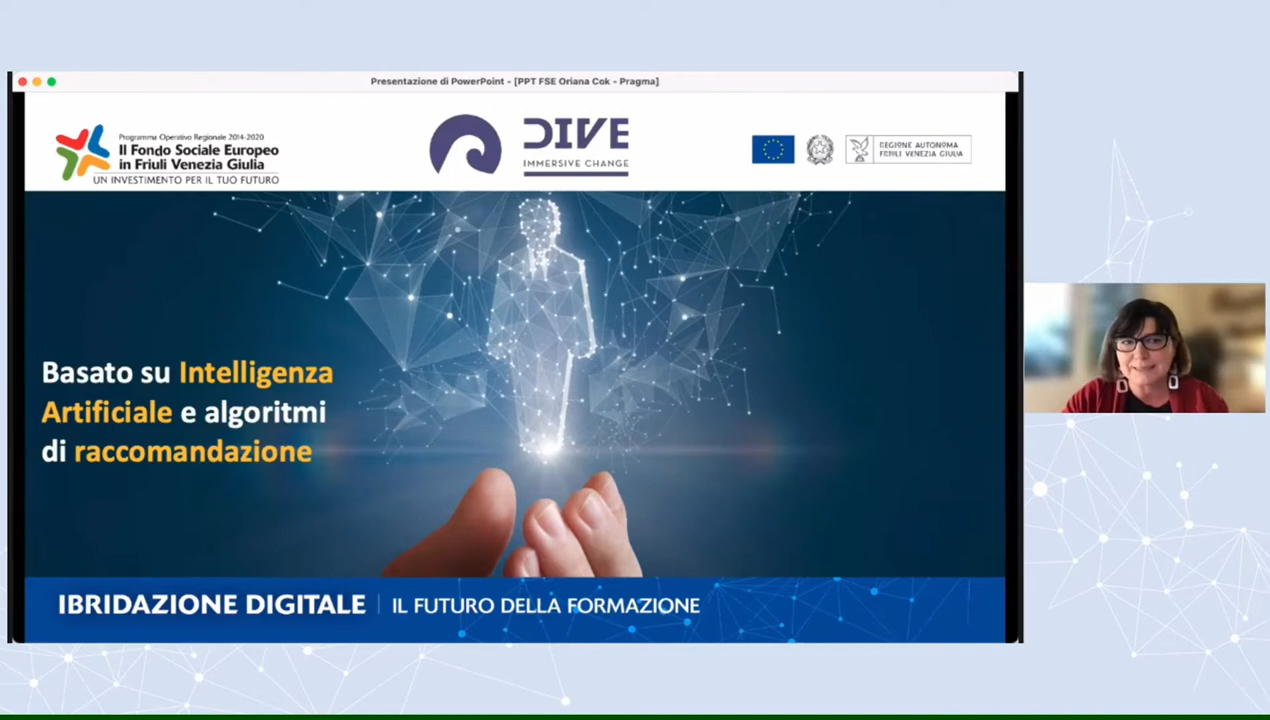 Presentazione di PowerPoint - [PPT FSE Oriana Cok - Pragma]
Programma Operativo Regionale 2014-2020
Il Fondo Sociale Europeo
in Friuli Venezia Giulia
UN INVESTIMENTO PER IL TUO FUTURO
DIVE
IMMERSIVE CHANGE
REGIONE AUTONOMA
FRIULI VENEZIA GIULIA
Basato su Intelligenza
Artificiale e algoritmi
di raccomandazione
IBRIDAZIONE DIGITALE | IL FUTURO DELLA FORMAZIONE